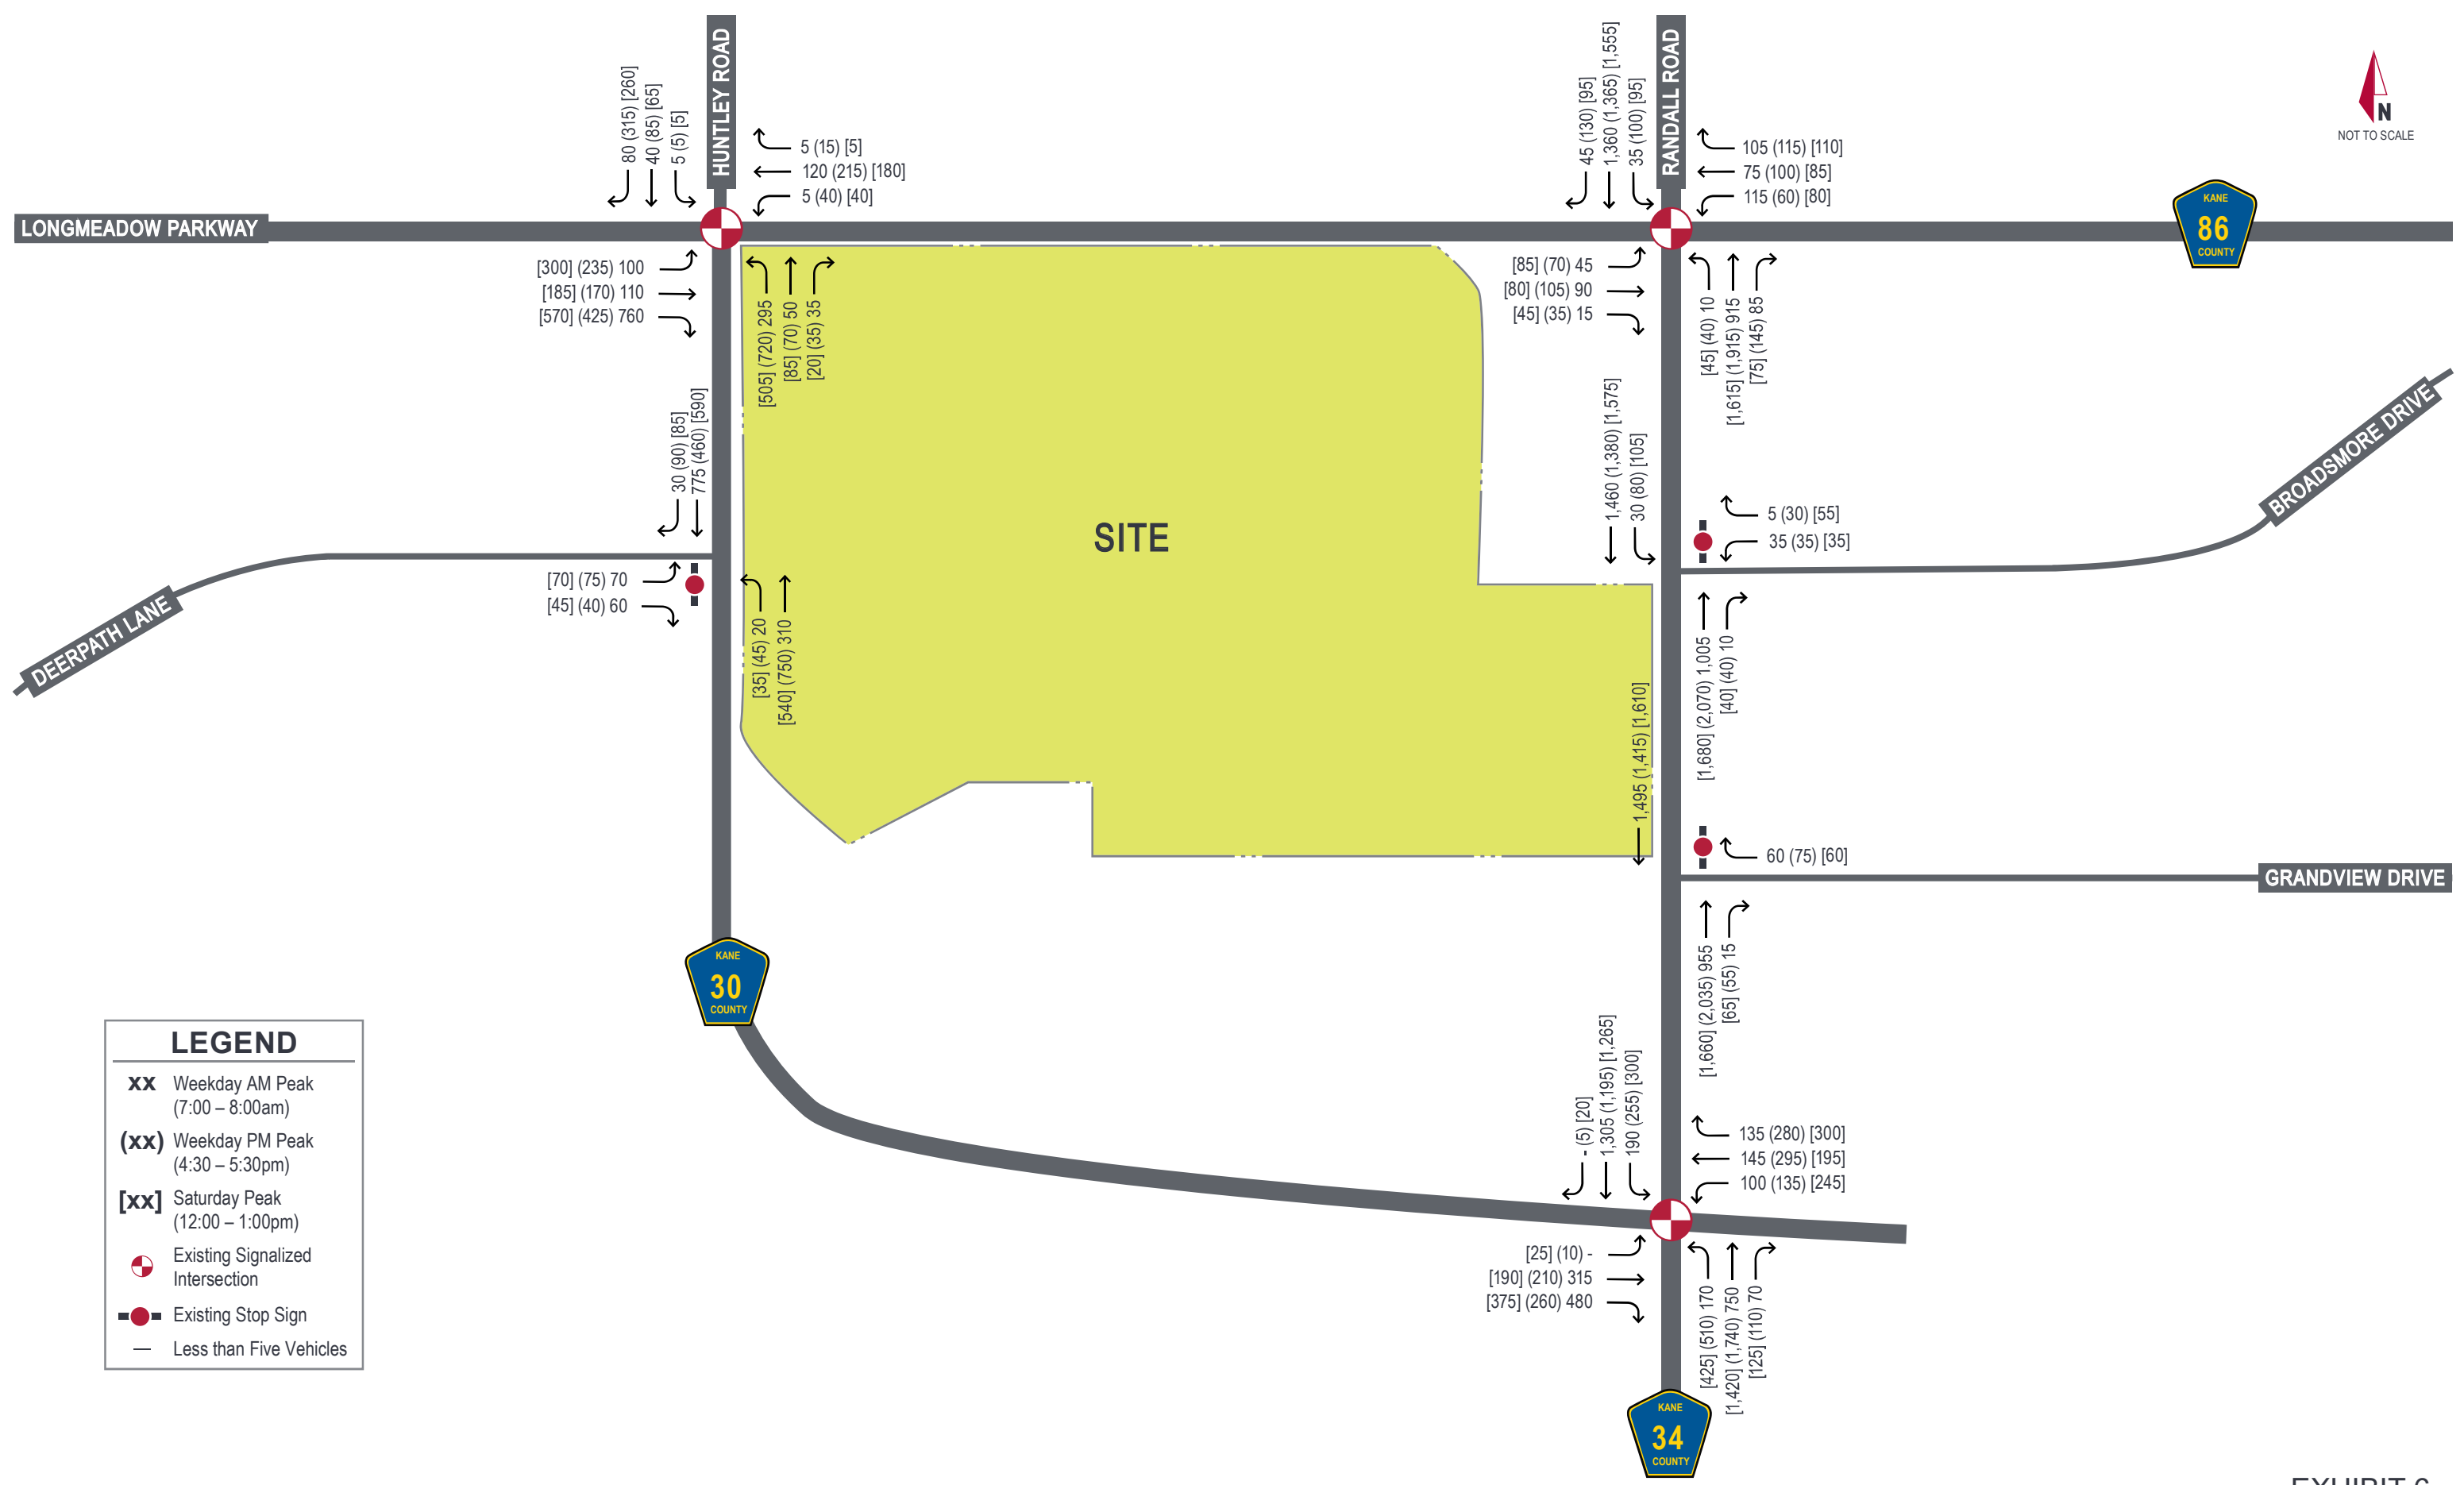 HUNTLEY ROAD
80 (315) [260]
40 (85) [65]
5 (5) [5]
5 (15) [5]
120 (215) [180]
5 (40) [40]
RANDALL ROAD
45 (130) [95]
1,360 (1,365) [1,555]
35 (100) [95]
105 (115) [110]
75 (100) [85]
115 (60) [80]
N
NOT TO SCALE
LONGMEADOW PARKWAY
KANE
86
COUNTY
[300] (235) 100
[185] (170) 110
[570] (425) 760
[505] (720) 295
[85] (70) 50
[20] (35) 35
[85] (70) 45
[80] (105) 90
[45] (35) 15
[45] (40) 10
[1,615] (1,915) 915
[75] (145) 85
30 (90) [85]
775 (460) [590]
1,460 (1,380) [1,575]
30 (80) [105]
BROADSMORE DRIVE
SITE
5 (30) [55]
35 (35) [35]
DEERPATH LANE
[70] (75) 70
[45] (40) 60
[35] (45) 20
[540] (750) 310
[1,680] (2,070) 1,005
[40] (40) 10
1,495 (1,415) [1,610]
60 (75) [60]
GRANDVIEW DRIVE
KANE
30
COUNTY
[1,660] (2,035) 955
[65] (55) 15
- (5) [20]
1,305 (1,195) [1,265]
190 (255) [300]
135 (280) [300]
145 (295) [195]
100 (135) [245]
[25] (10) -
[190] (210) 315
[375] (260) 480
[425] (510) 170
[1,420] (1,740) 750
[125] (110) 70
KANE
34
COUNTY
LEGEND
xx Weekday AM Peak
(7:00 – 8:00am)
(xx) Weekday PM Peak
(4:30 – 5:30pm)
[xx] Saturday Peak
(12:00 – 1:00pm)
Existing Signalized
Intersection
Existing Stop Sign
— Less than Five Vehicles